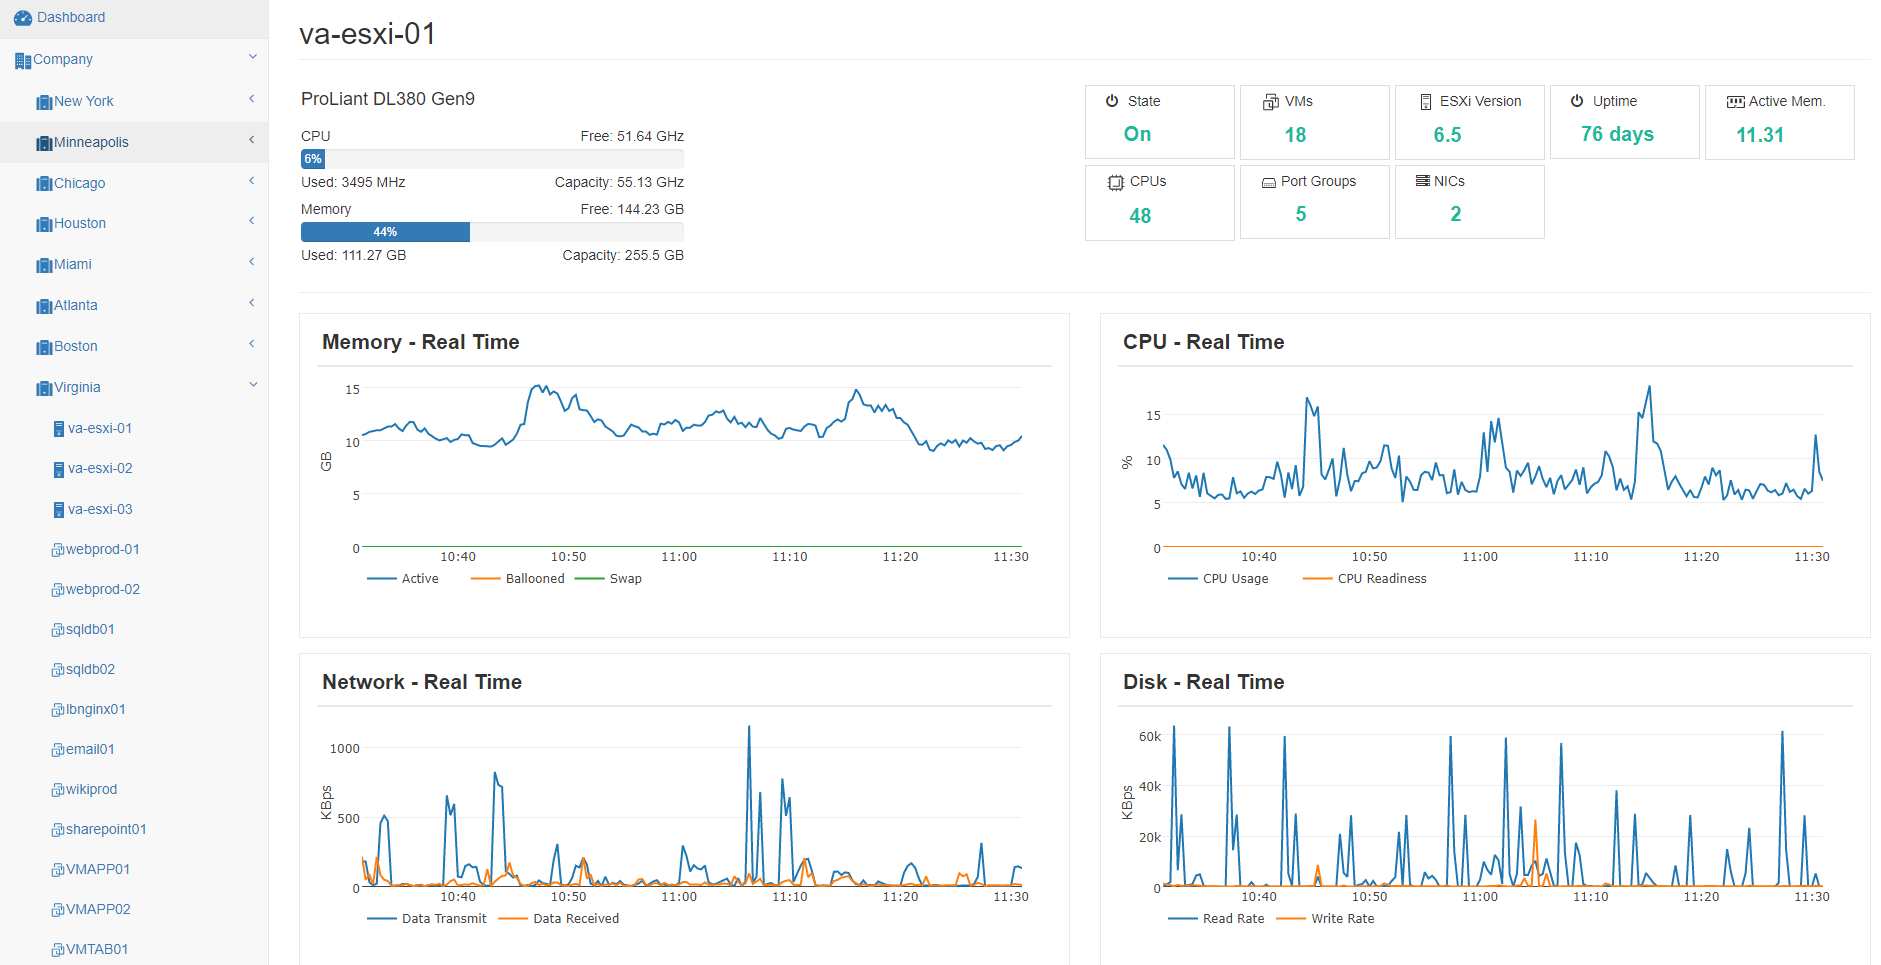 Dashboard
Company
New York
Minneapolis
Chicago
Houston
Miami
Atlanta
Boston
Virginia
va-esxi-01
va-esxi-02
va-esxi-03
webprod-01
webprod-02
sqldb01
sqldb02
lbnginx01
email01
wikiprod
sharepoint01
VMAPP01
VMAPP02
VMTAB01
va-esxi-01
ProLiant DL380 Gen9
CPU Free: 51.64 GHz
6%
Used: 3495 MHz Capacity: 55.13 GHz
Memory Free: 144.23 GB
44%
Used: 111.27 GB Capacity: 255.5 GB
State
On
VMs
18
ESXi Version
6.5
Uptime
76 days
Active Mem.
11.31
CPUs
48
Port Groups
5
NICs
2
Memory - Real Time
15
10
5
0
GB
10:40 10:50 11:00 11:10 11:20 11:30
Active Ballooned Swap
CPU - Real Time
15
10
5
0
%
10:40 10:50 11:00 11:10 11:20 11:30
CPU Usage CPU Readiness
Network - Real Time
1000
500
0
KBps
10:40 10:50 11:00 11:10 11:20 11:30
Data Transmit Data Received
Disk - Real Time
60k
40k
20k
0
KBps
10:40 10:50 11:00 11:10 11:20 11:30
Read Rate Write Rate